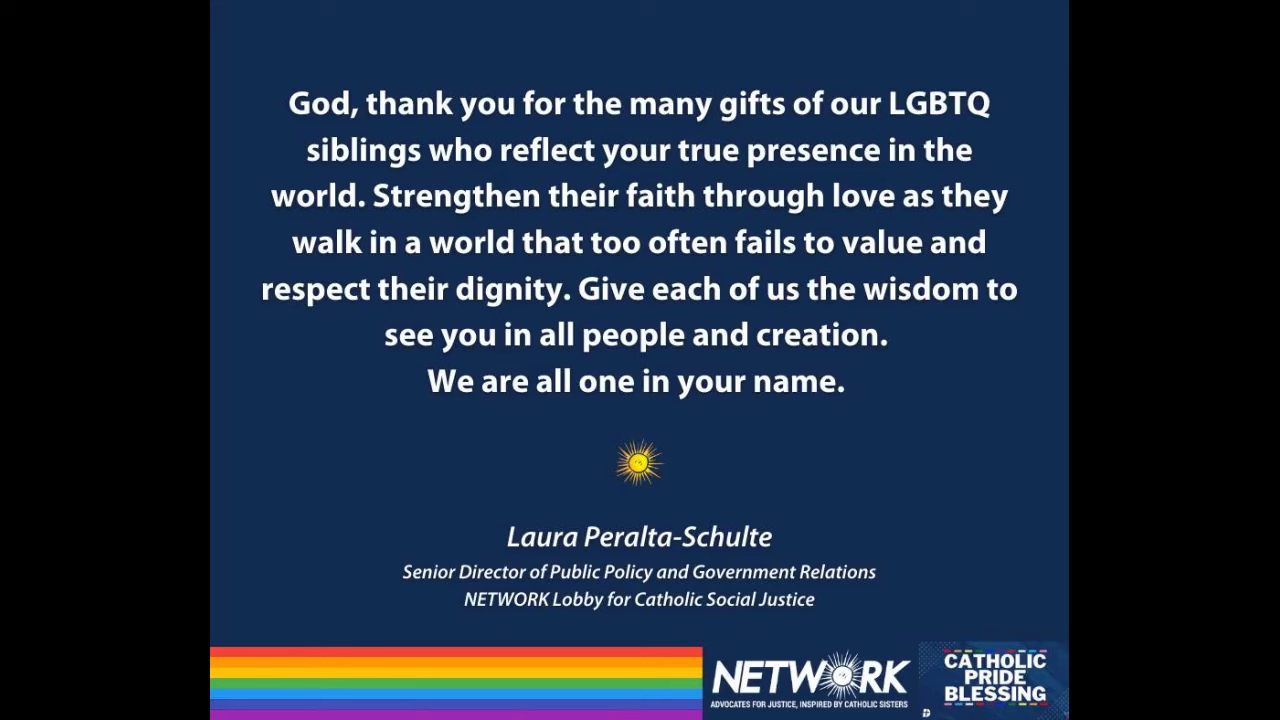 God, thank you for the many gifts of our LGBTQ
siblings who reflect your true presence in the
world. Strengthen their faith through love as they
walk in a world that too often fails to value and
respect their dignity. Give each of us the wisdom to
see you in all people and creation.
We are all one in your name.
Laura Peralta-Schulte
Senior Director of Public Policy and Government Relations
NETWORK Lobby for Catholic Social Justice
NETWORK
ADVOCATES FOR JUSTICE, INSPIRED BY CATHOLIC SISTERS
CATHOLIC
PRIDE
BLESSING